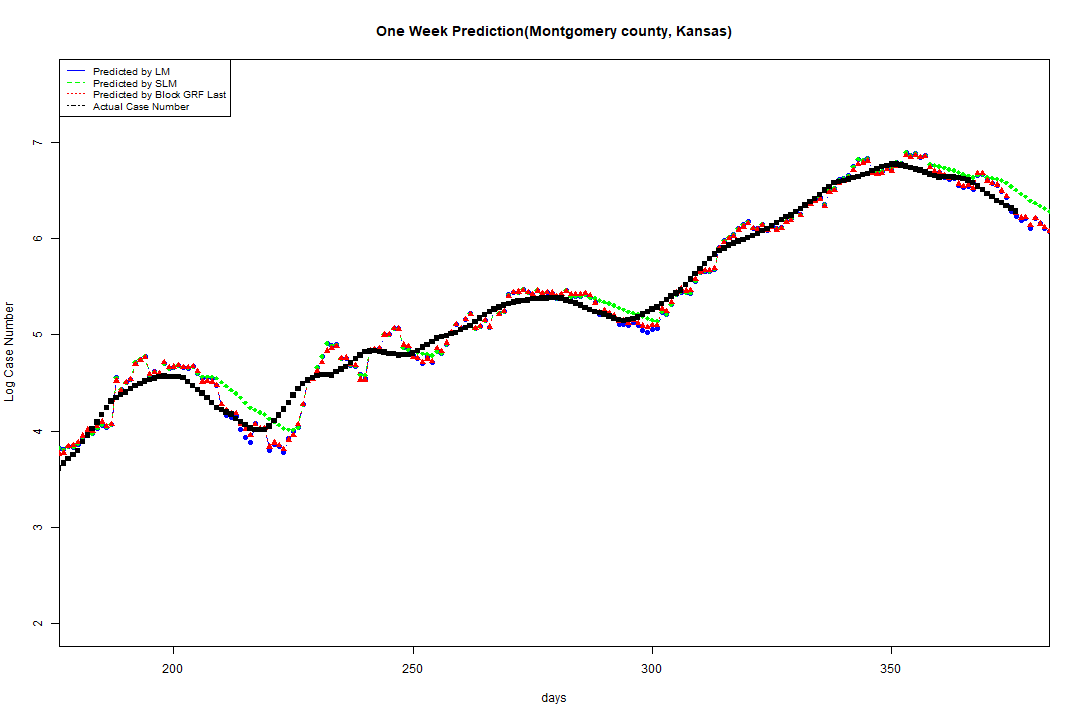 One Week Prediction(Montgomery county, Kansas)
Predicted by LM
Predicted by SLM
Predicted by Block GRF Last
Actual Case Number
7
6
5
4
3
2
Log Case Number
200 250 300 350
days